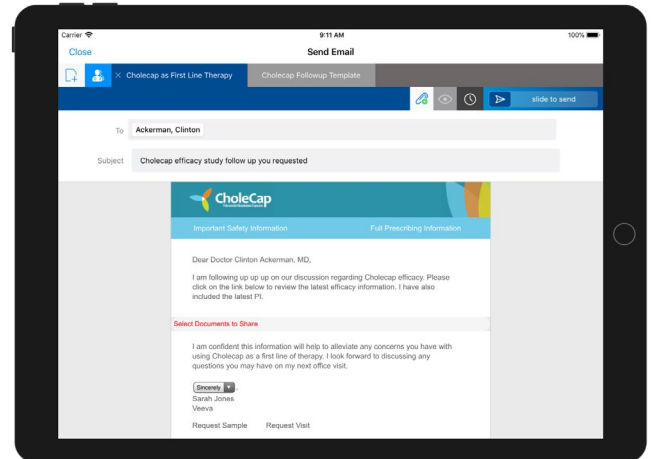 Carrier 9:11 AM 100%
Close Send Email
× Cholecap as First Line Therapy Cholecap Followup Template
slide to send
To Ackerman, Clinton
Subject Cholecap efficacy study follow up you requested
CholeCap
Important Safety Information Full Prescribing Information
Dear Doctor Clinton Ackerman, MD,
I am following up up up on our discussion regarding Cholecap efficacy. Please
click on the link below to review the latest efficacy information. I have also
included the latest PI.
Select Documents to Share
I am confident this information will help to alleviate any concerns you have with
using Cholecap as a first line of therapy. I look forward to discussing any
questions you may have on my next office visit.
Sincerely ,
Sarah Jones
Veeva
Request Sample Request Visit